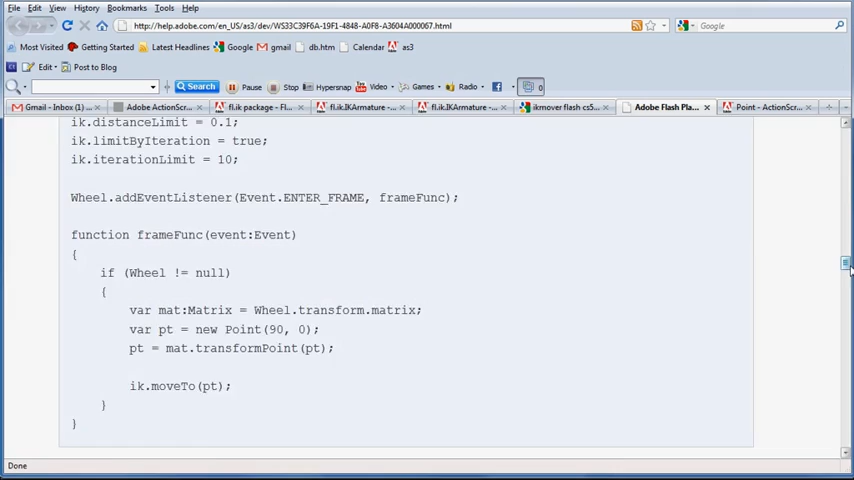 File Edit View History Bookmarks Tools Help
http://help.adobe.com/en_US/as3/dev/WS33C39F6A-19F1-4848-A0F8-A3604A000067.html
Google
Most Visited Getting Started Latest Headlines Google gmail db.htm Calendar as3
Edit Post to Blog
Search Pause Stop Hypersnap Video Games Radio 0
Gmail - Inbox (1) ... Adobe ActionScr... fl.ik package - Fl... fl.ik.IKArmature -... fl.ik.IKArmature -... ikrnover flash cs5... Adobe Flash Pla... Point - ActionScr...
ik.distanceLimit = 0.1;
ik.limitByIteration = true;
ik.iterationLimit = 10;
Wheel.addEventListener(Event.ENTER_FRAME, frameFunc);
function frameFunc(event:Event)
{
if (Wheel != null)
{
var mat:Matrix = Wheel.transform.matrix;
var pt = new Point(90, 0);
pt = mat.transformPoint(pt);
ik.moveTo(pt);
}
}
Done